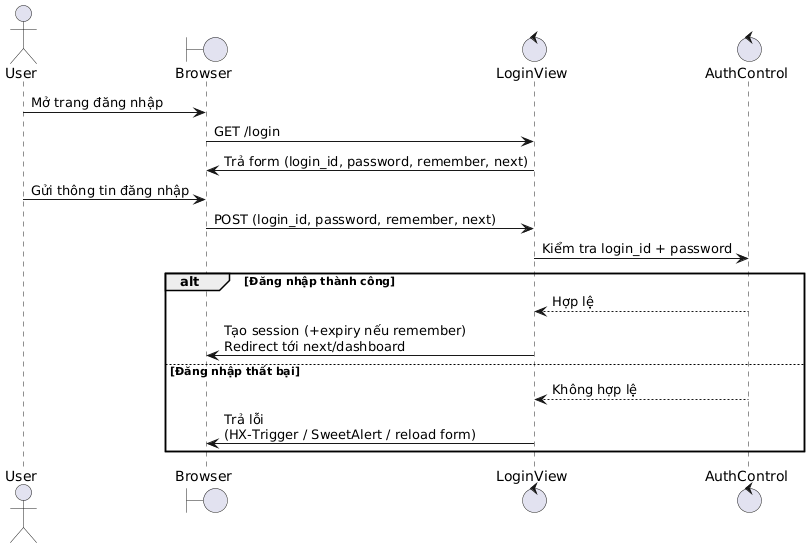 User
Browser
LoginView
AuthControl
Mở trang đăng nhập
GET /login
Trả form (login_id, password, remember, next)
Gửi thông tin đăng nhập
POST (login_id, password, remember, next)
Kiểm tra login_id + password
alt [Đăng nhập thành công]
Hợp lệ
Tạo session (+expiry nếu remember)
Redirect tới next/dashboard
[Đăng nhập thất bại]
Không hợp lệ
Trả lỗi
(HX-Trigger / SweetAlert / reload form)
User
Browser
LoginView
AuthControl